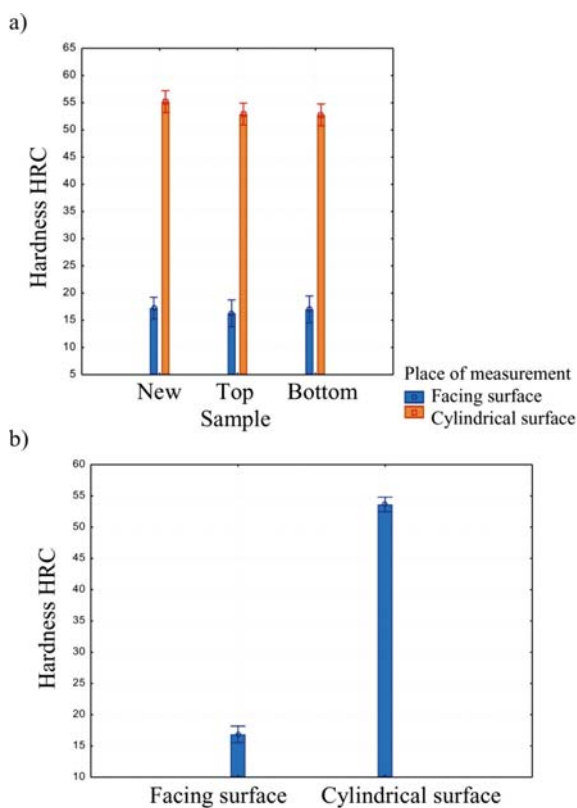 a)
65
60
55
50
45
40
35
30
25
20
15
10
5
Hardness HRC
New Top Bottom
Sample
Place of measurement
Facing surface
Cylindrical surface
b)
60
55
50
45
40
35
30
25
20
15
10
Hardness HRC
Facing surface Cylindrical surface